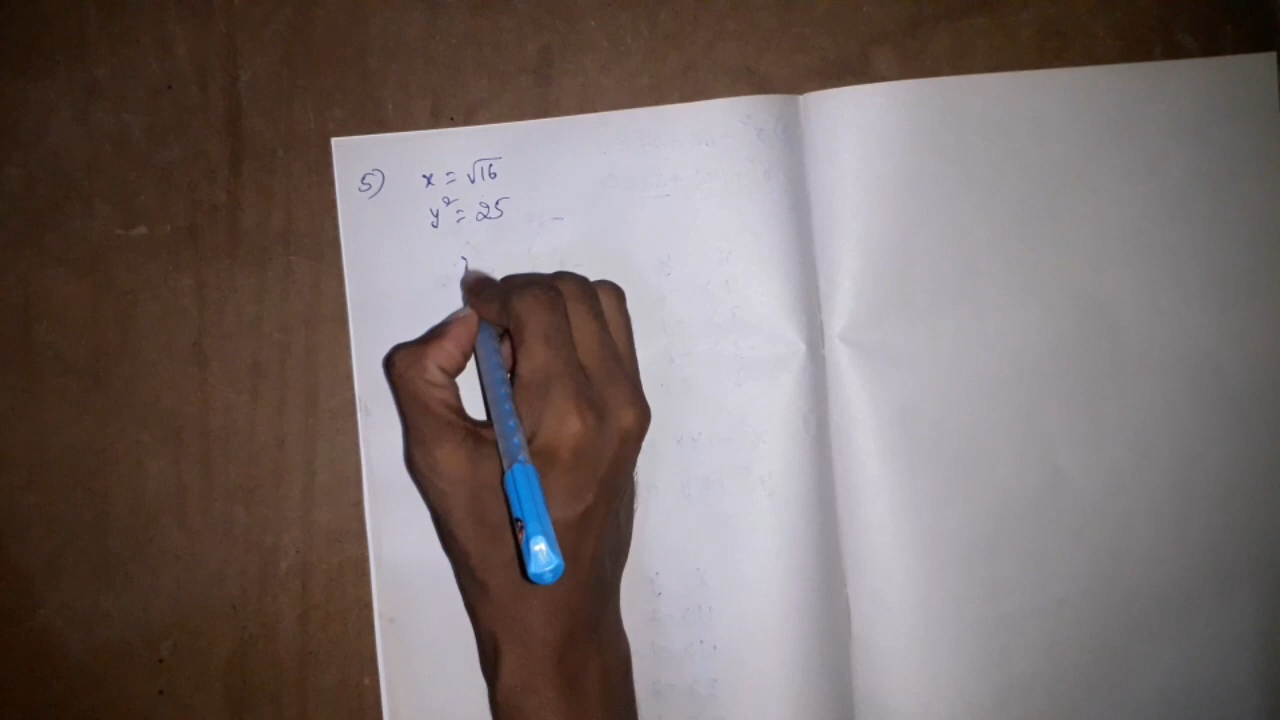 5) x = √16
y² = 25